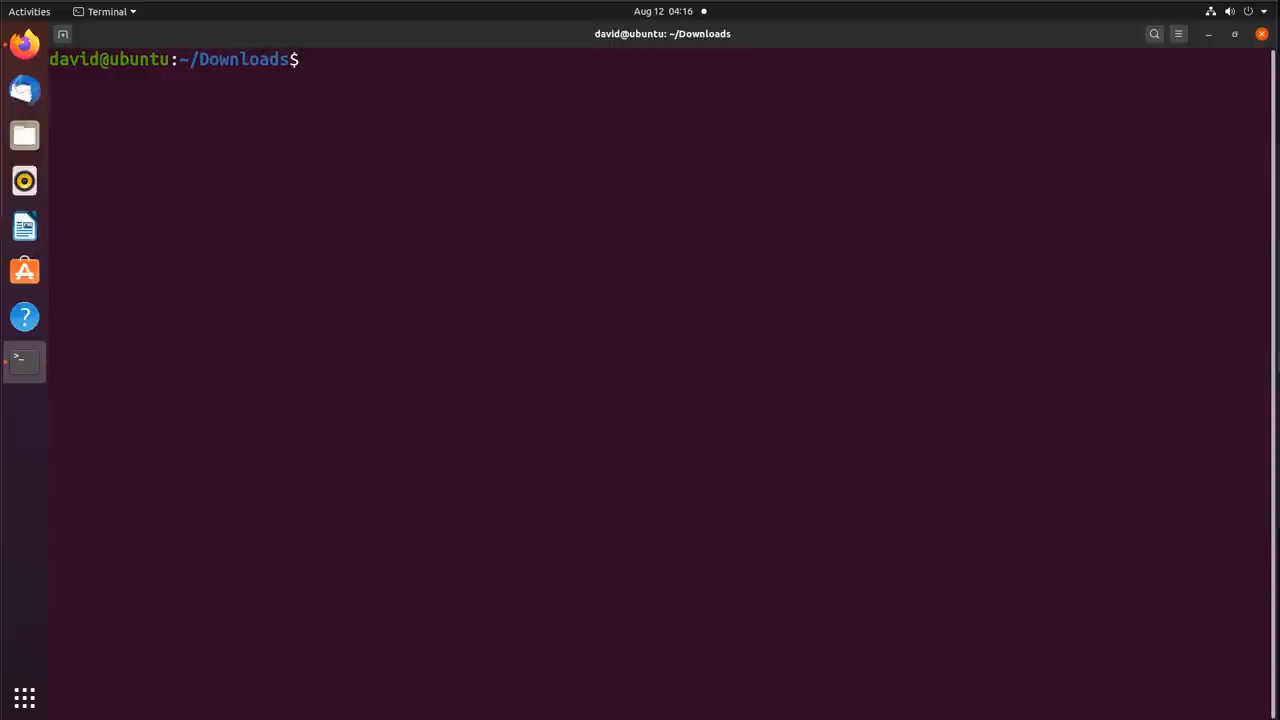 Activities
Terminal
Aug 12 04:16
david@ubuntu: ~/Downloads
david@ubuntu:~/Downloads$
>_
?